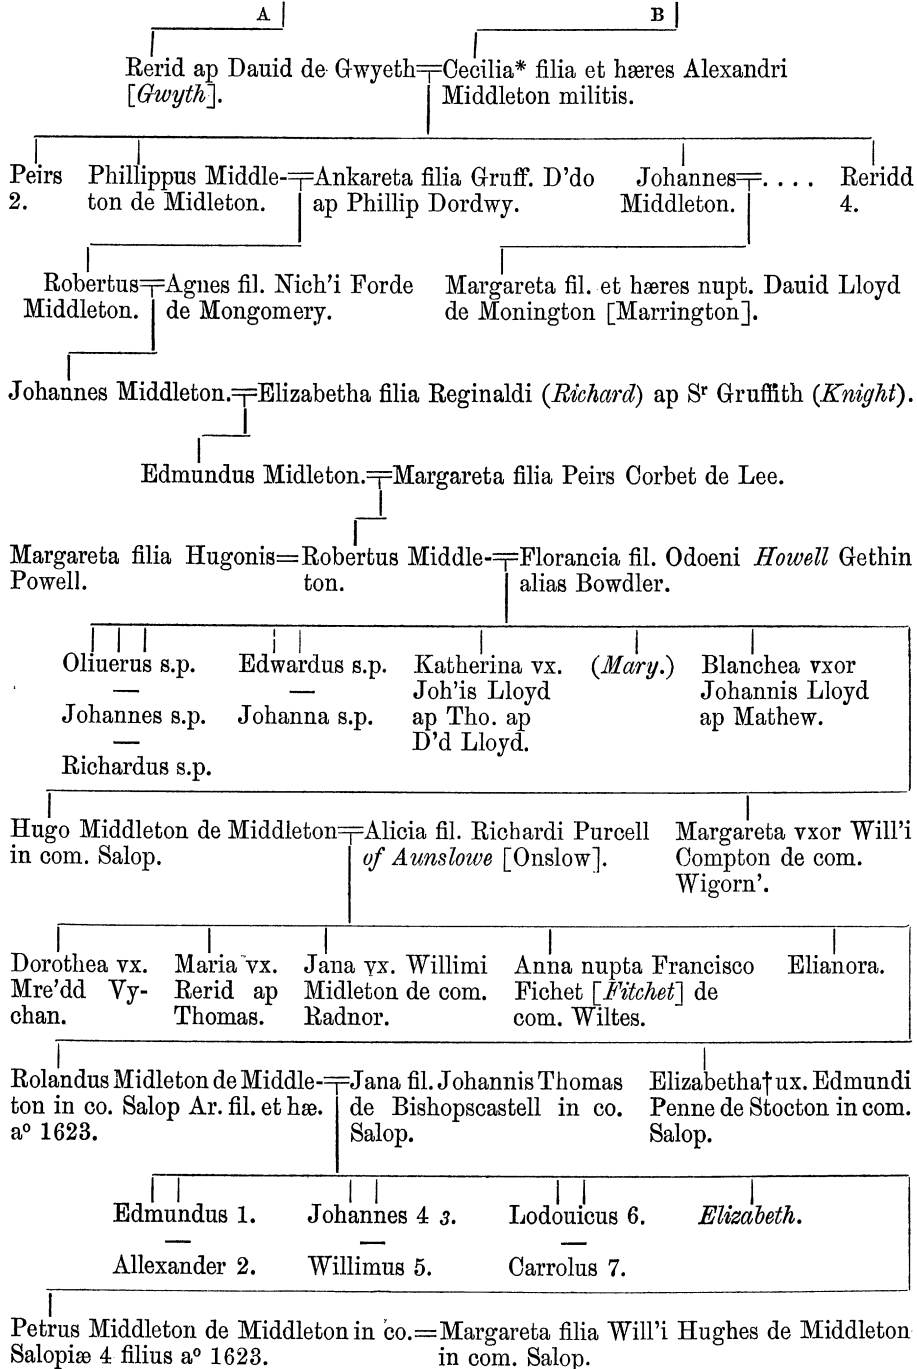 A B
Rerid ap Dauid de Gwyeth=Cecilia* filia et hæres Alexandri
[Gwyth]. Middleton militis.
Peirs Phillippus Middle-=Ankareta filia Gruff. D'do Johannes=.... Reridd
2. ton de Midleton. ap Phillip Dordwy. Middleton. 4.
Robertus=Agnes fil. Nich'i Forde Margareta fil. et hæres nupt. Dauid Lloyd
Middleton. de Mongomery. de Monington [Marrington].
Johannes Middleton.=Elizabetha filia Reginaldi (Richard) ap Sʳ Gruffith (Knight).
Edmundus Midleton.=Margareta filia Peirs Corbet de Lee.
Margareta filia Hugonis=Robertus Middle-=Florancia fil. Odoeni Howell Gethin
Powell. ton. alias Bowdler.
Oliuerus s.p. Edwardus s.p. Katherina vx. (Mary.) Blanchea vxor
— — Joh'is Lloyd Johannis Lloyd
Johannes s.p. Johanna s.p. ap Tho. ap ap Mathew.
— D'd Lloyd.
Richardus s.p.
Hugo Middleton de Middleton=Alicia fil. Richardi Purcell Margareta vxor Will'i
in com. Salop. of Aunslowe [Onslow]. Compton de com.
Wigorn'.
Dorothea vx. Maria vx. Jana vx. Willimi Anna nupta Francisco Elianora.
Mre'dd Vy- Rerid ap Midleton de com. Fichet [Fitchet] de
chan. Thomas. Radnor. com. Wiltes.
Rolandus Midleton de Middle-=Jana fil. Johannis Thomas Elizabetha† ux. Edmundi
ton in co. Salop Ar. fil. et hæ. de Bishopscastell in co. Penne de Stocton in com.
aº 1623. Salop. Salop.
Edmundus 1. Johannes 4 3. Lodouicus 6. Elizabeth.
— — —
Allexander 2. Willimus 5. Carrolus 7.
Petrus Middleton de Middleton in co.=Margareta filia Will'i Hughes de Middleton
Salopiæ 4 filius aº 1623. in com. Salop.